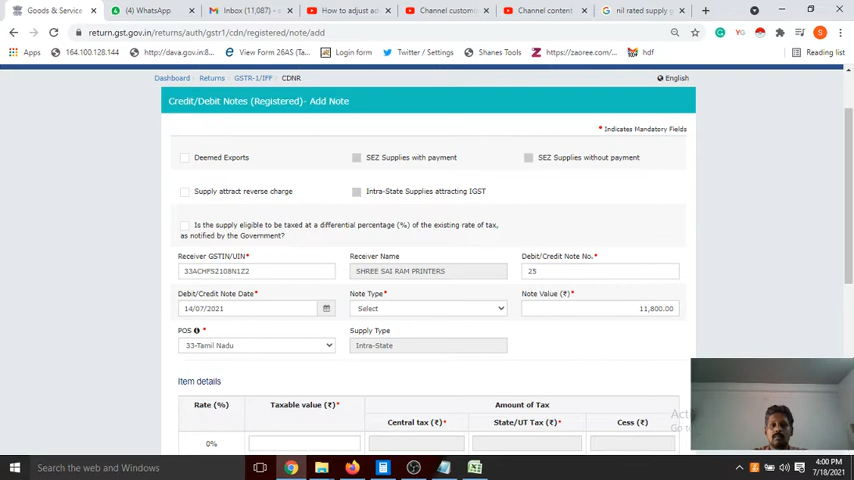 Goods & Service
(4) WhatsApp
Inbox (11,087) -
How to adjust ad
Channel custom
Channel content
nil rated supply g
return.gst.gov.in/returns/auth/gstr1/cdn/registered/note/add
Apps
164.100.128.144
http://dava.gov.in:8...
View Form 26AS (Ta...
Login form
Twitter / Settings
Shanes Tools
https://zaoree.com/...
hdf
Reading list
Dashboard
Returns
GSTR-1/IFF
CDNR
English
Credit/Debit Notes (Registered)- Add Note
* Indicates Mandatory Fields
Deemed Exports
SEZ Supplies with payment
SEZ Supplies without payment
Supply attract reverse charge
Intra-State Supplies attracting IGST
Is the supply eligible to be taxed at a differential percentage (%) of the existing rate of tax,
as notified by the Government?
Receiver GSTIN/UIN*
Receiver Name
Debit/Credit Note No.*
33ACHFS2108N1Z2
SHREE SAI RAM PRINTERS
25
Debit/Credit Note Date*
Note Type*
Note Value (₹)*
14/07/2021
Select
11,800.00
POS *
Supply Type
33-Tamil Nadu
Intra-State
Item details
Rate (%)
Taxable value (₹)*
Amount of Tax
Central tax (₹)*
State/UT Tax (₹)*
Cess (₹)
0%
Go to
Search the web and Windows
4:00 PM
7/18/2021